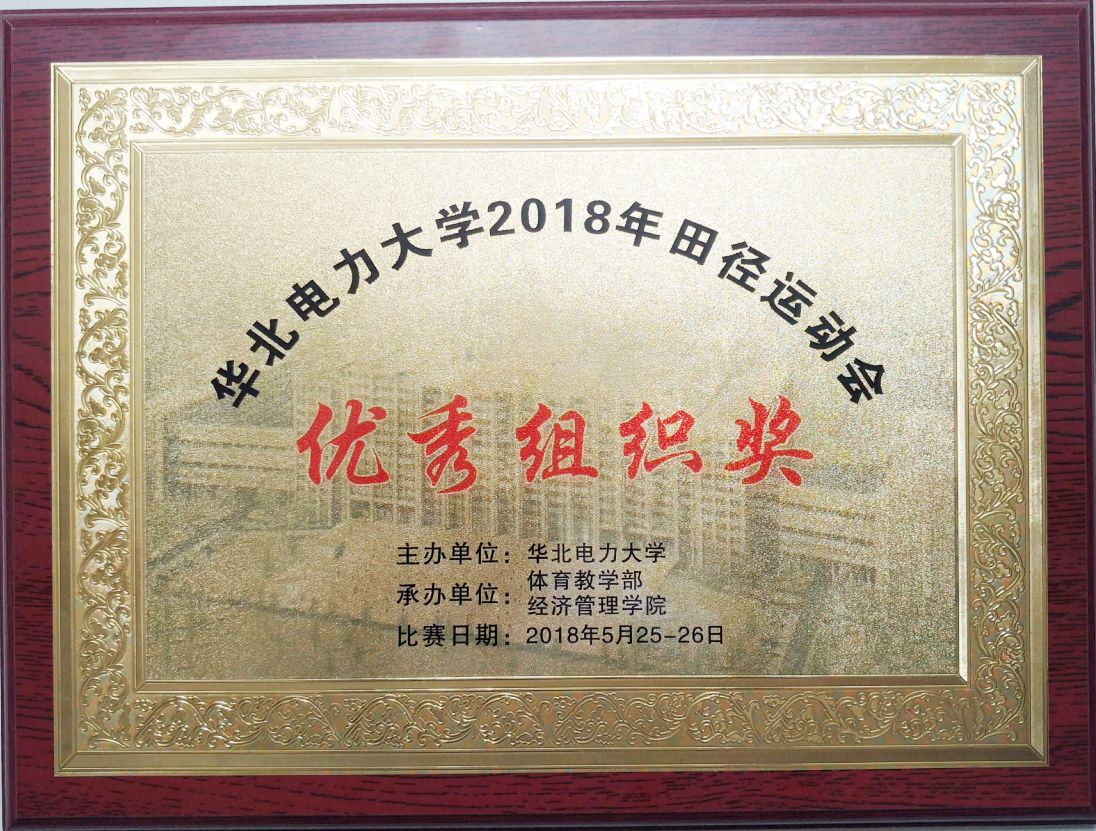 华北电力大学2018年田径运动会
优秀组织奖
主办单位：华北电力大学
承办单位：体育教学部
经济管理学院
比赛日期：2018年5月25-26日